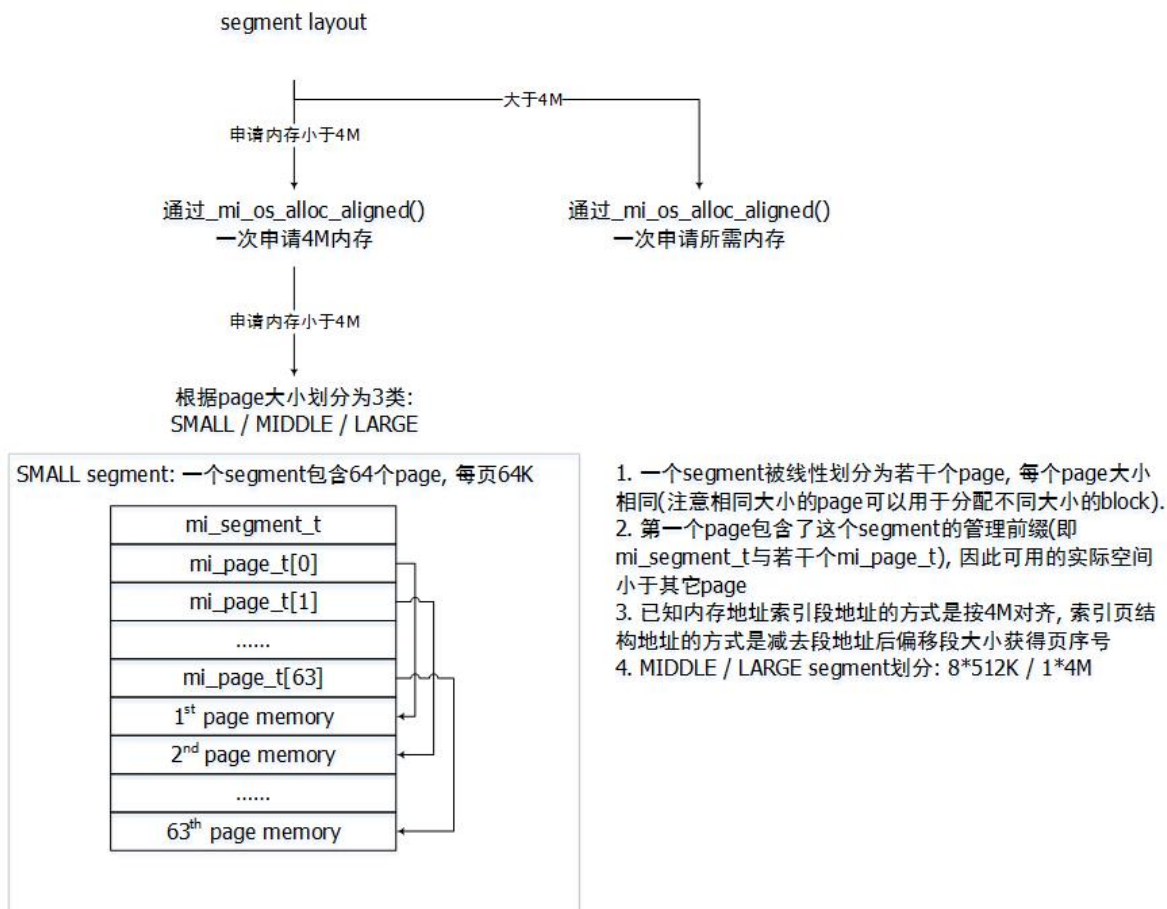 segment layout
大于4M
申请内存小于4M
通过_mi_os_alloc_aligned()
一次申请4M内存
通过_mi_os_alloc_aligned()
一次申请所需内存
申请内存小于4M
根据page大小划分为3类:
SMALL / MIDDLE / LARGE
SMALL segment: 一个segment包含64个page, 每页64K
mi_segment_t
mi_page_t[0]
mi_page_t[1]
......
mi_page_t[63]
1st page memory
2nd page memory
......
63th page memory
1. 一个segment被线性划分为若干个page, 每个page大小
相同(注意相同大小的page可以用于分配不同大小的block).
2. 第一个page包含了这个segment的管理前缀(即
mi_segment_t与若干个mi_page_t), 因此可用的实际空间
小于其它page
3. 已知内存地址索引段地址的方式是按4M对齐, 索引页结
构地址的方式是减去段地址后偏移段大小获得页序号
4. MIDDLE / LARGE segment划分: 8*512K / 1*4M